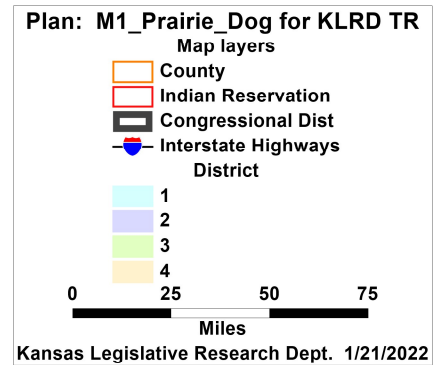 Plan:  M1_Prairie_Dog for KLRD TR
Map layers
County
Indian Reservation
Congressional Dist
Interstate Highways
District
1
2
3
4
0 25 50 75
Miles
Kansas Legislative Research Dept.  1/21/2022